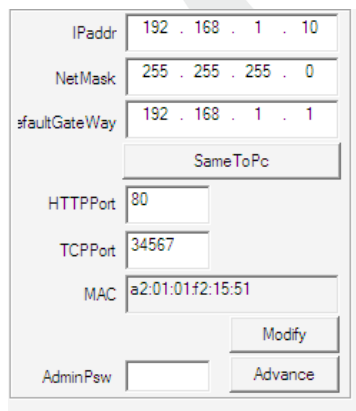 IPaddr 192 . 168 . 1 . 10
NetMask 255 . 255 . 255 . 0
efaultGateWay 192 . 168 . 1 . 1
SameToPc
HTTPPort 80
TCPPort 34567
MAC a2:01:01:f2:15:51
Modify
AdminPsw Advance